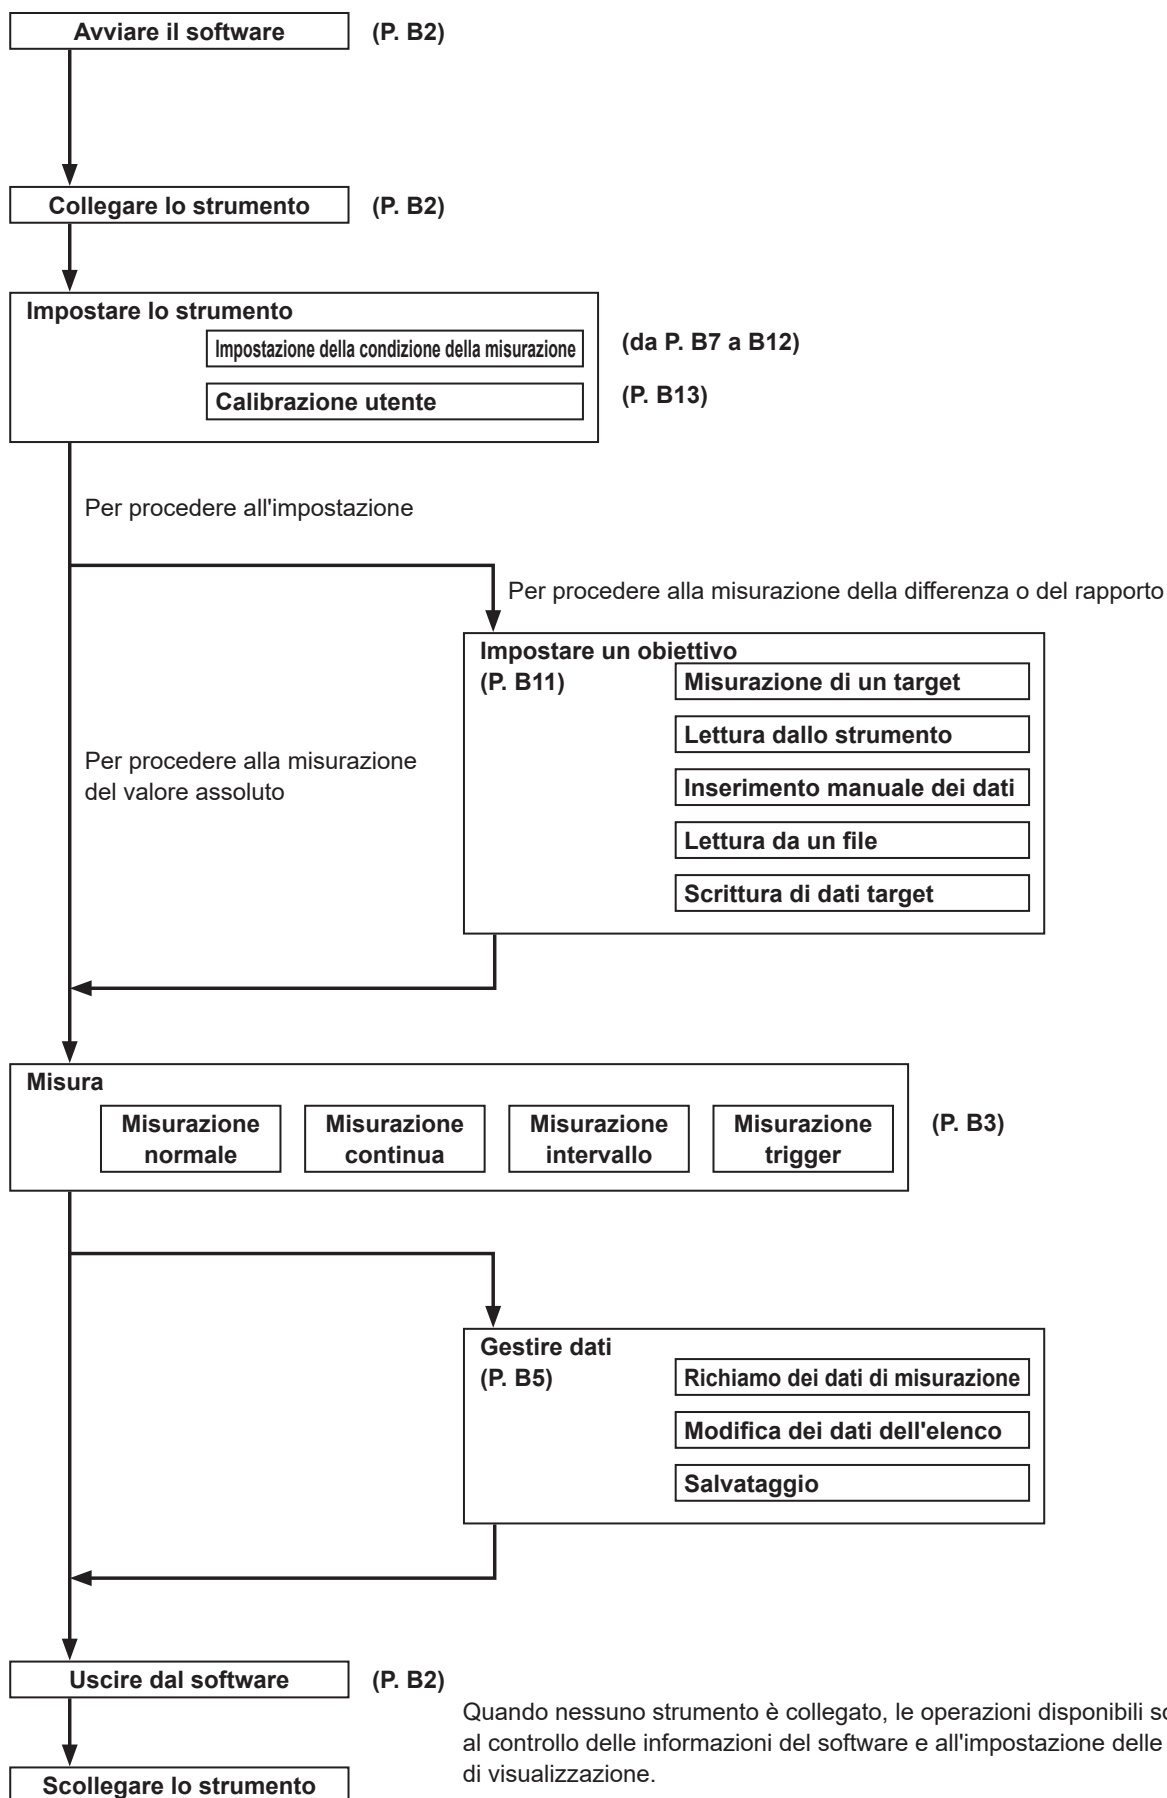 Avviare il software
(P. B2)
Collegare lo strumento
(P. B2)
Impostare lo strumento
Impostazione della condizione della misurazione
(da P. B7 a B12)
Calibrazione utente
(P. B13)
Per procedere all'impostazione
Per procedere alla misurazione della differenza o del rapporto
Impostare un obiettivo
(P. B11)
Misurazione di un target
Lettura dallo strumento
Inserimento manuale dei dati
Lettura da un file
Scrittura di dati target
Per procedere alla misurazione
del valore assoluto
Misura
Misurazione
normale
Misurazione
continua
Misurazione
intervallo
Misurazione
trigger
(P. B3)
Gestire dati
(P. B5)
Richiamo dei dati di misurazione
Modifica dei dati dell'elenco
Salvataggio
Uscire dal software
(P. B2)
Scollegare lo strumento
Quando nessuno strumento è collegato, le operazioni disponibili
al controllo delle informazioni del software e all'impostazione delle
di visualizzazione.